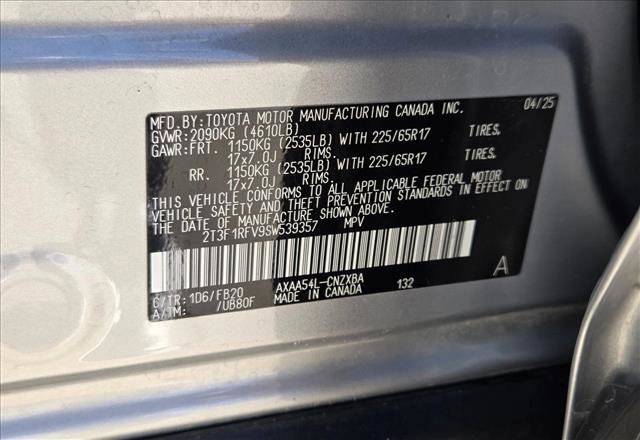 MFD.BY:TOYOTA MOTOR MANUFACTURING CANADA INC. 04/25
GVWR:2090KG (4610LB)
GAWR:FRT. 1150KG (2535LB) WITH 225/65R17 TIRES.
17x7.0J RIMS.
RR. 1150KG (2535LB) WITH 225/65R17 TIRES.
17x7.0J RIMS.
THIS VEHICLE CONFORMS TO ALL APPLICABLE FEDERAL MOTOR
VEHICLE SAFETY AND THEFT PREVENTION STANDARDS IN EFFECT ON
THE DATE OF MANUFACTURE SHOWN ABOVE.
2T3F1RFV9SW539357 MPV
A
C/TR:1D6/FB20 AXAA54L-CNZXBA 132
A/TM: /UB80F MADE IN CANADA